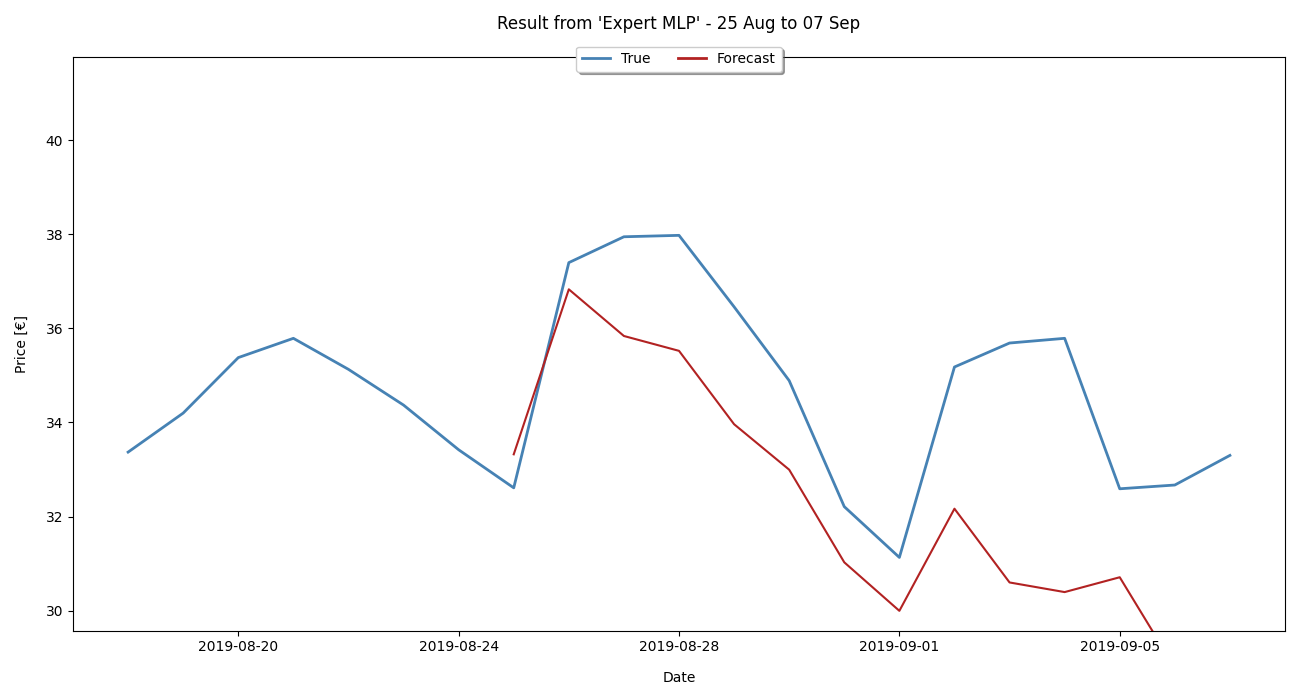 Result from 'Expert MLP' - 25 Aug to 07 Sep
True Forecast
40
38
36
34
32
30
Price [€]
2019-08-20 2019-08-24 2019-08-28 2019-09-01 2019-09-05
Date